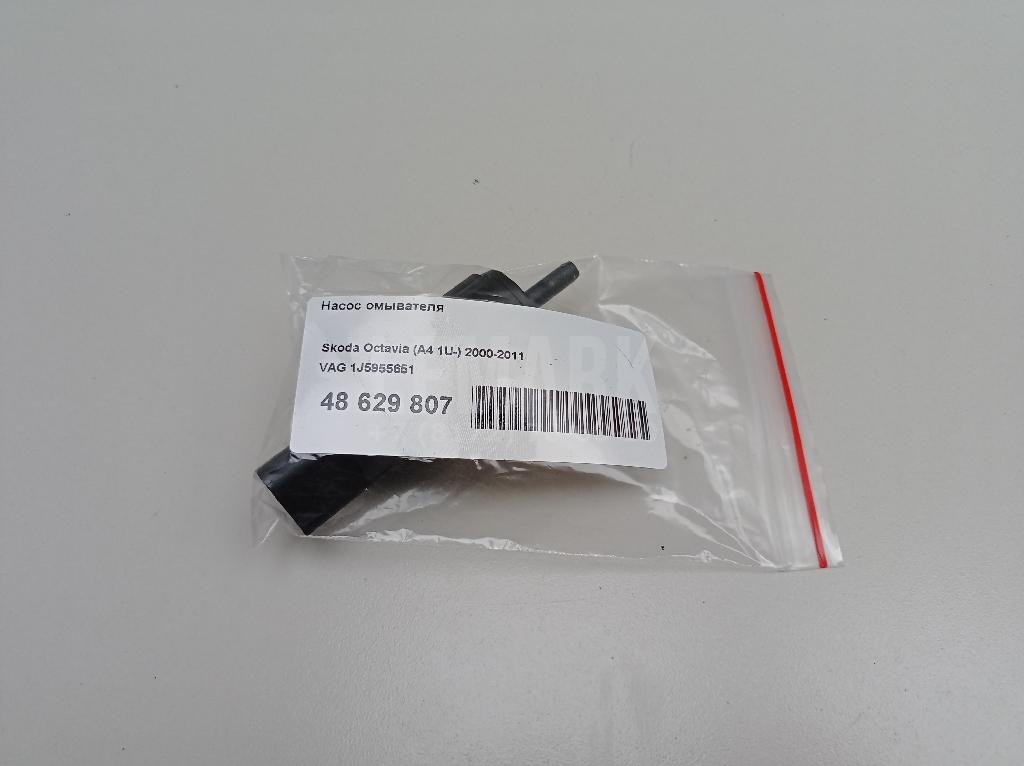 Насос омывателя
Skoda Octavia (A4 1U-) 2000-2011
VAG 1J5955651
48 629 807